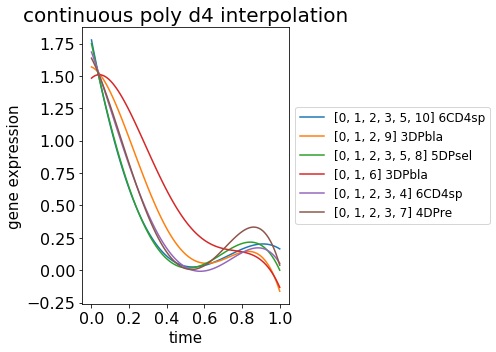 continuous poly d4 interpolation
gene expression
1.75
1.50
1.25
1.00
0.75
0.50
0.25
0.00
−0.25
0.0 0.2 0.4 0.6 0.8 1.0
time
[0, 1, 2, 3, 5, 10] 6CD4sp
[0, 1, 2, 9] 3DPbla
[0, 1, 2, 3, 5, 8] 5DPsel
[0, 1, 6] 3DPbla
[0, 1, 2, 3, 4] 6CD4sp
[0, 1, 2, 3, 7] 4DPre